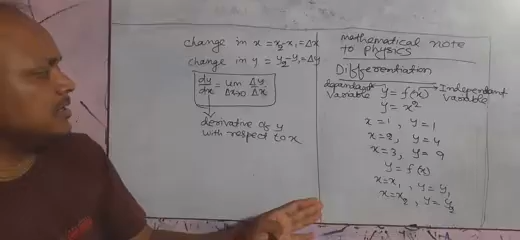 mathematical note
to physics
Differentiation
dependant variable y = f(x) Independant variable
y = x²
x = 1 , y = 1
x = 2, y = 4
x = 3, y = 9
y = f(x)
x = x₁ , y = y₁
x = x₂ , y = y₂
change in x = x₂-x₁ = Δx
change in y = y₂-y₁ = Δy
dy/dx = lim Δx→0 Δy/Δx
derivative of y
with respect to x